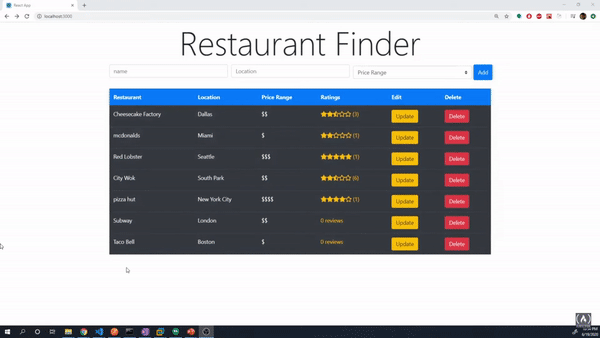 React App
localhost:3000
Restaurant Finder
name Location Price Range Add
Restaurant Location Price Range Ratings Edit Delete
Cheesecake Factory Dallas $$ (3) Update Delete
mcdonalds Miami $ (1) Update Delete
Red Lobster Seattle $$$ (1) Update Delete
City Wok South Park $$ (6) Update Delete
pizza hut New York City $$$$ (1) Update Delete
Subway London $$ 0 reviews Update Delete
Taco Bell Boston $ 0 reviews Update Delete